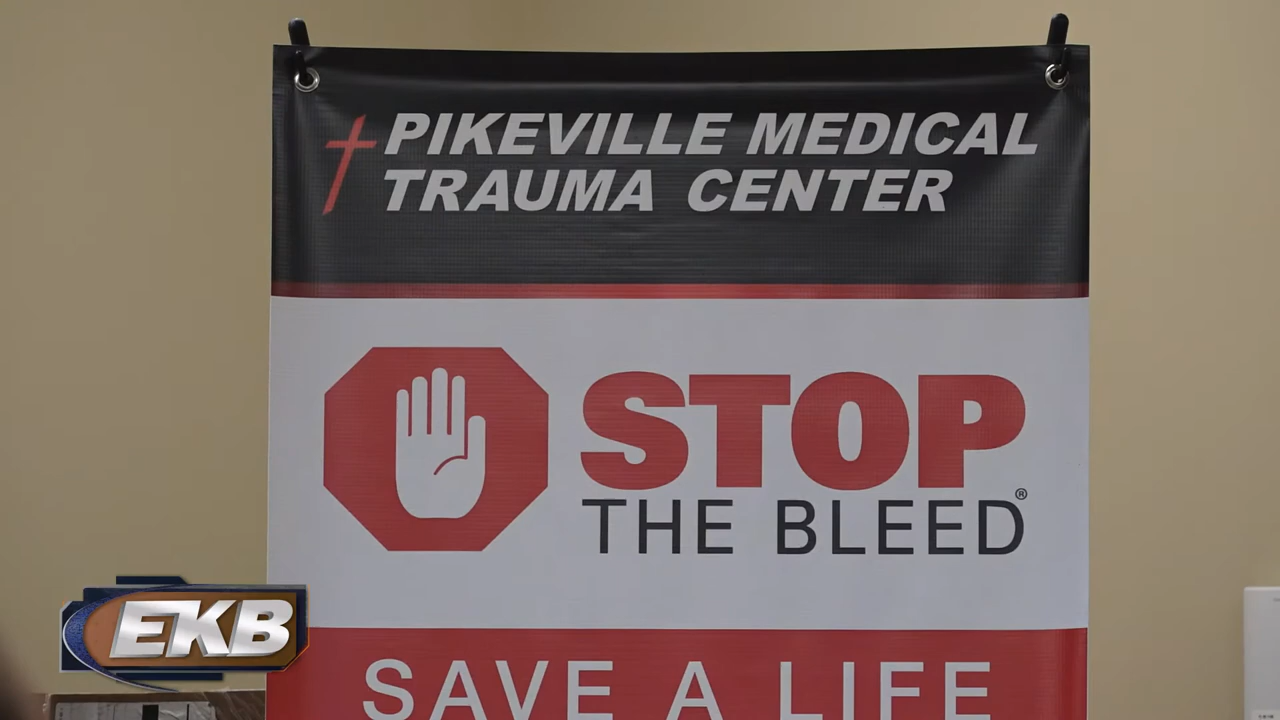 PIKEVILLE MEDICAL
TRAUMA CENTER
STOP
THE BLEED®
SAVE A LIFE
EKB